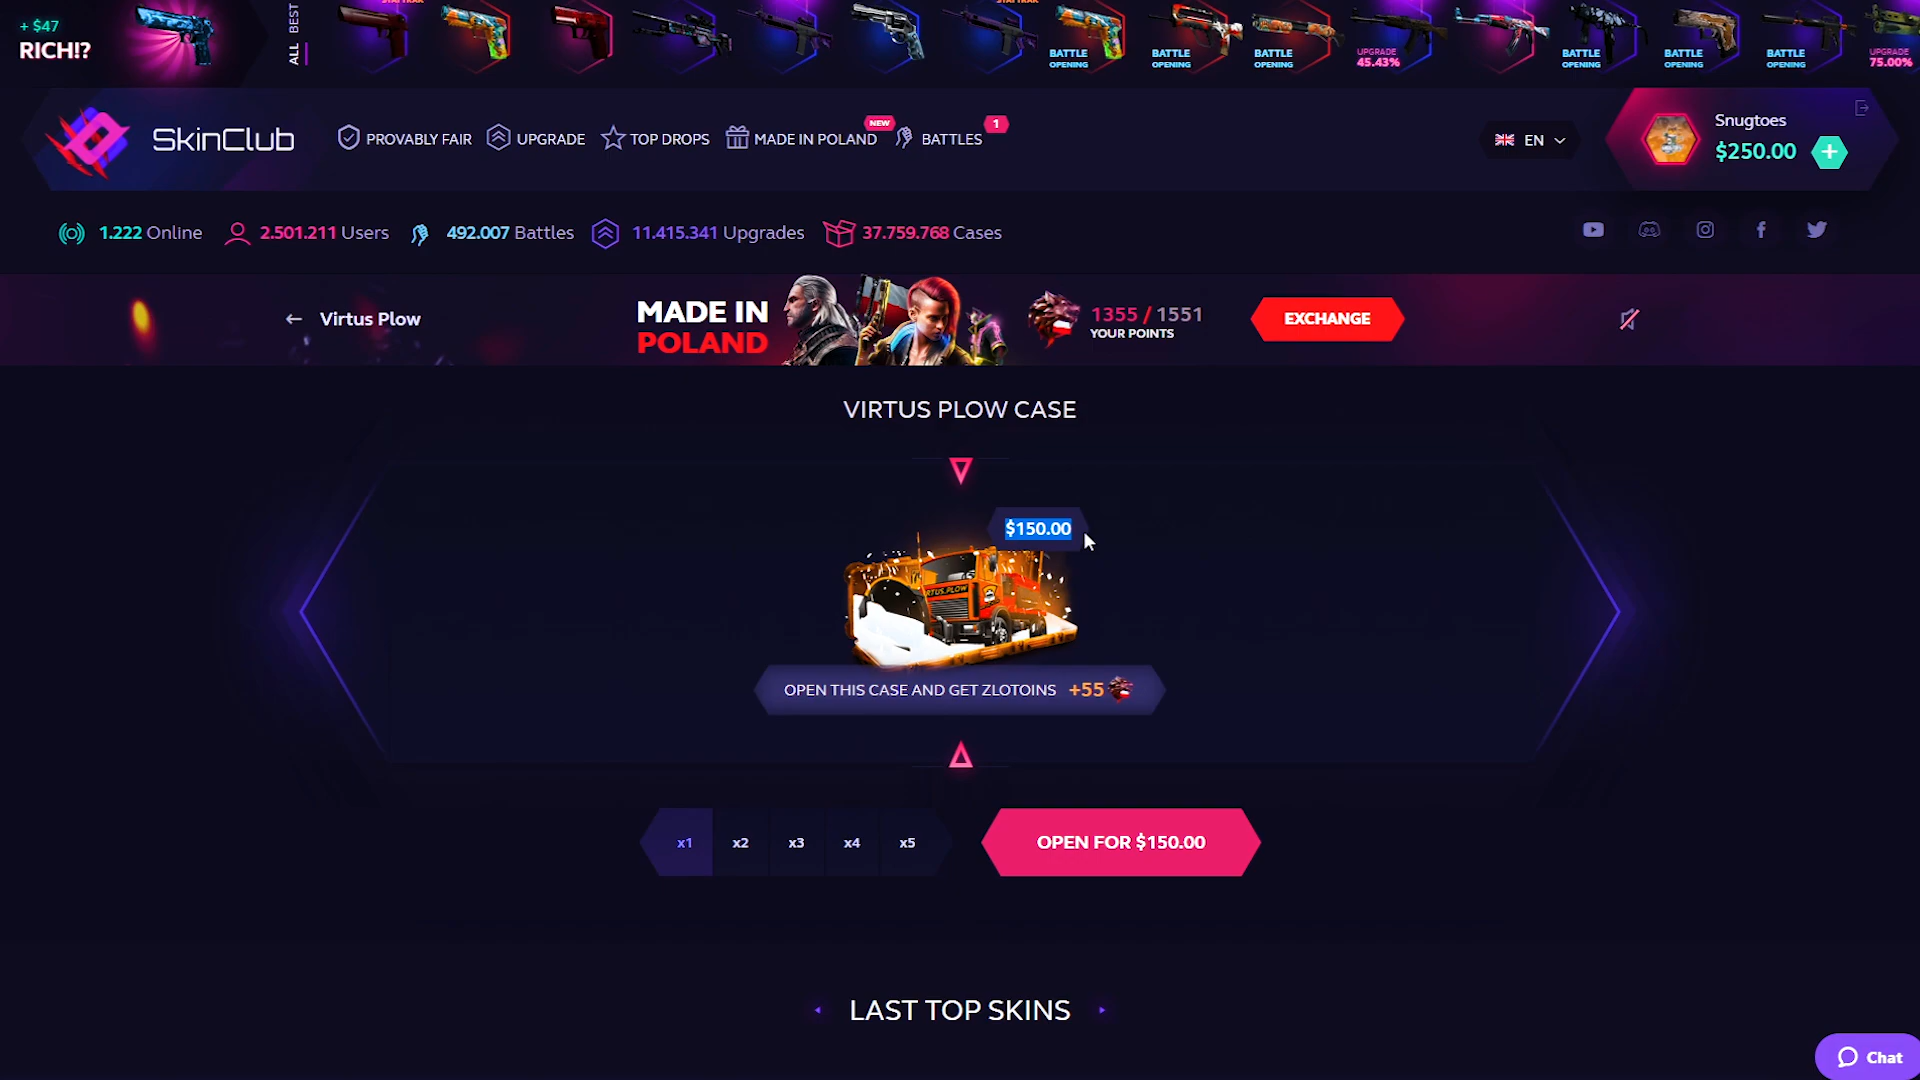 + $47
RICH!?
ALL BEST
BATTLE
OPENING
BATTLE
OPENING
BATTLE
OPENING
UPGRADE
45.43%
BATTLE
OPENING
BATTLE
OPENING
BATTLE
OPENING
UPGRADE
75.00%
SkinClub
PROVABLY FAIR
UPGRADE
TOP DROPS
MADE IN POLAND
NEW
BATTLES
1
EN
Snugtoes
$250.00
+
1.222 Online
2.501.211 Users
492.007 Battles
11.415.341 Upgrades
37.759.768 Cases
← Virtus Plow
MADE IN
POLAND
1355 / 1551
YOUR POINTS
EXCHANGE
VIRTUS PLOW CASE
$150.00
RTUS.PLOW
OPEN THIS CASE AND GET ZLOTOINS +55
x1 x2 x3 x4 x5
OPEN FOR $150.00
LAST TOP SKINS
Chat